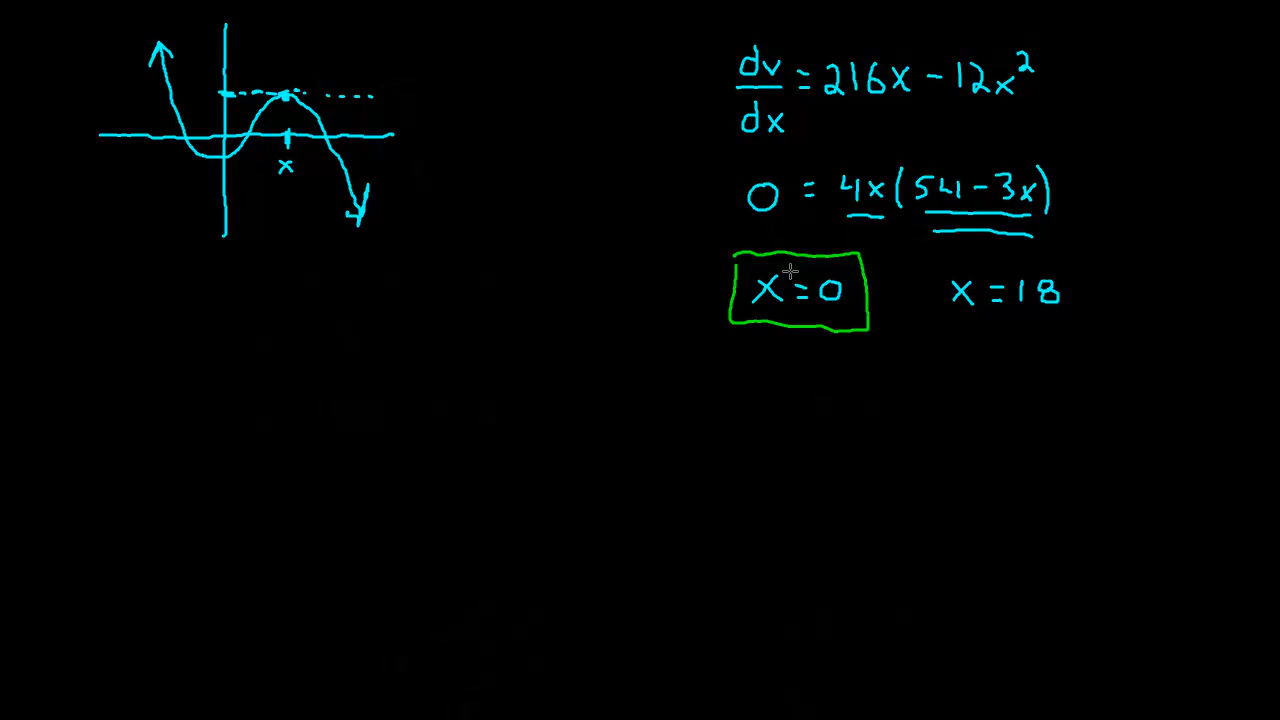 x
dv/dx = 216x - 12x²
0 = 4x(54 - 3x)
x = 0
x = 18